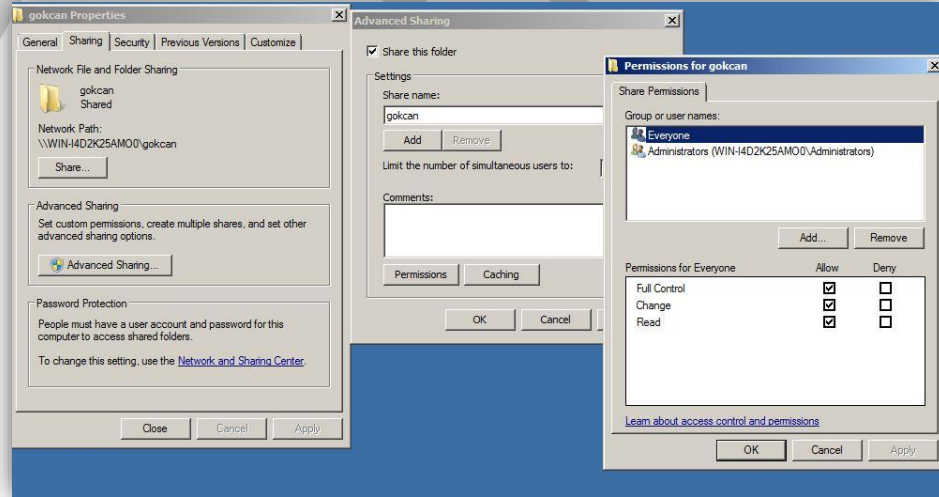 gokcan Properties
General Sharing Security Previous Versions Customize
Network File and Folder Sharing
gokcan
Shared
Network Path:
\\WIN-I4D2K25AMO0\gokcan
Share...
Advanced Sharing
Set custom permissions, create multiple shares, and set other
advanced sharing options.
Advanced Sharing...
Password Protection
People must have a user account and password for this
computer to access shared folders.
To change this setting, use the Network and Sharing Center.
Close Cancel Apply
Advanced Sharing
Share this folder
Settings
Share name:
gokcan
Add Remove
Limit the number of simultaneous users to:
Comments:
Permissions Caching
OK Cancel
Permissions for gokcan
Share Permissions
Group or user names:
Everyone
Administrators (WIN-I4D2K25AMO0\Administrators)
Add... Remove
Permissions for Everyone Allow Deny
Full Control
Change
Read
Learn about access control and permissions
OK Cancel Apply